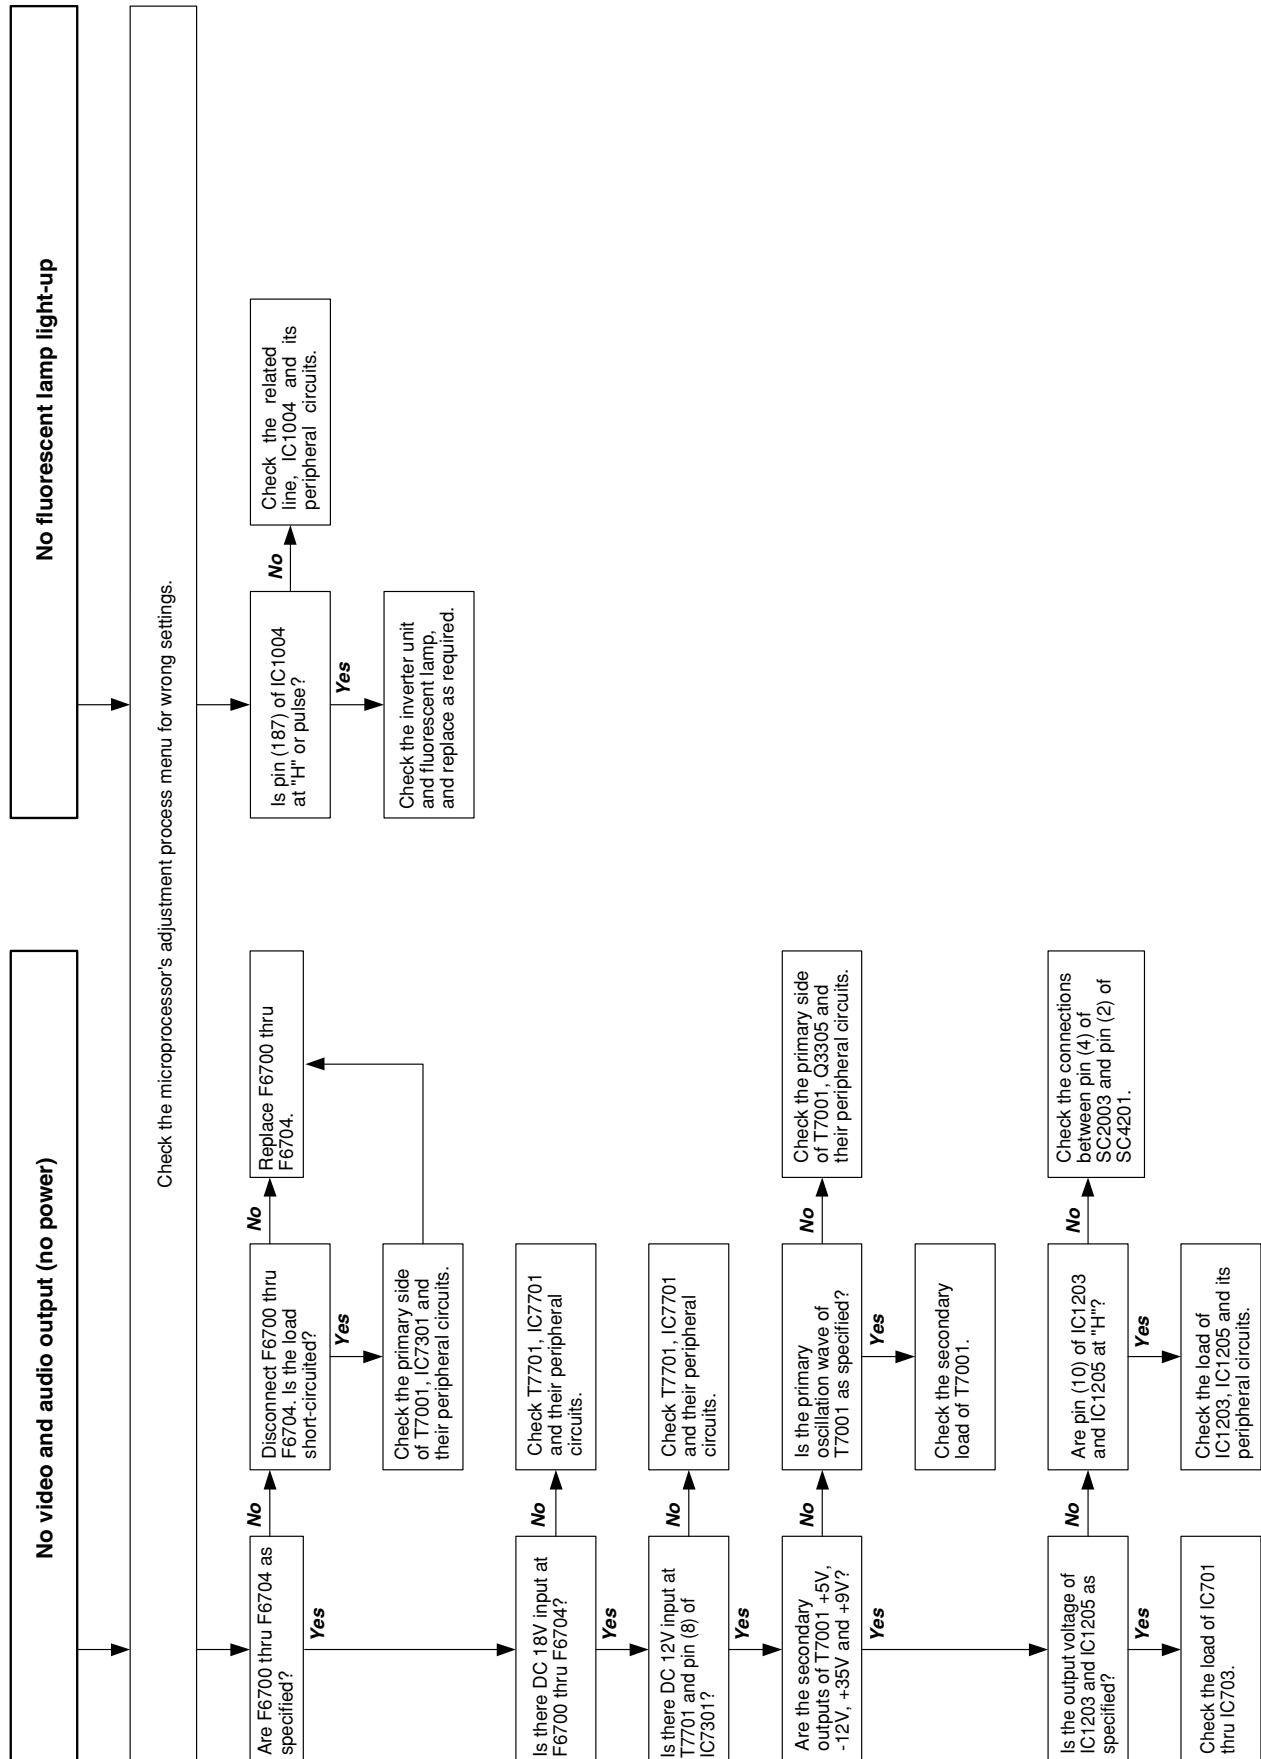 No video and audio output (no power)
No fluorescent lamp light-up
Check the microprocessor's adjustment process menu for wrong settings.
Are F6700 thru F6704 as
specified?
No
Disconnect F6700 thru
F6704. Is the load
short-circuited?
No
Replace F6700 thru
F6704.
Yes
Check the primary side
of T7001, IC7301 and
their peripheral circuits.
Yes
Is there DC 18V input at
F6700 thru F6704?
No
Check T7701, IC7701
and their peripheral
circuits.
Yes
Is there DC 12V input at
T7701 and pin (8) of
IC7301?
No
Check T7701, IC7701
and their peripheral
circuits.
Yes
Are the secondary
outputs of T7001 +5V,
-12V, +35V and +9V?
No
Is the primary
oscillation wave of
T7001 as specified?
No
Check the primary side
of T7001, Q3305 and
their peripheral circuits.
Yes
Check the secondary
load of T7001.
Yes
Is the output voltage of
IC1203 and IC1205 as
specified?
No
Are pin (10) of IC1203
and IC1205 at "H"?
No
Check the connections
between pin (4) of
SC2003 and pin (2) of
SC4201.
Yes
Check the load of
IC1203, IC1205 and its
peripheral circuits.
Yes
Check the load of IC701
thru IC703.
Is pin (187) of IC1004
at "H" or pulse?
No
Check the related
line, IC1004 and its
peripheral circuits.
Yes
Check the inverter unit
and fluorescent lamp,
and replace as required.